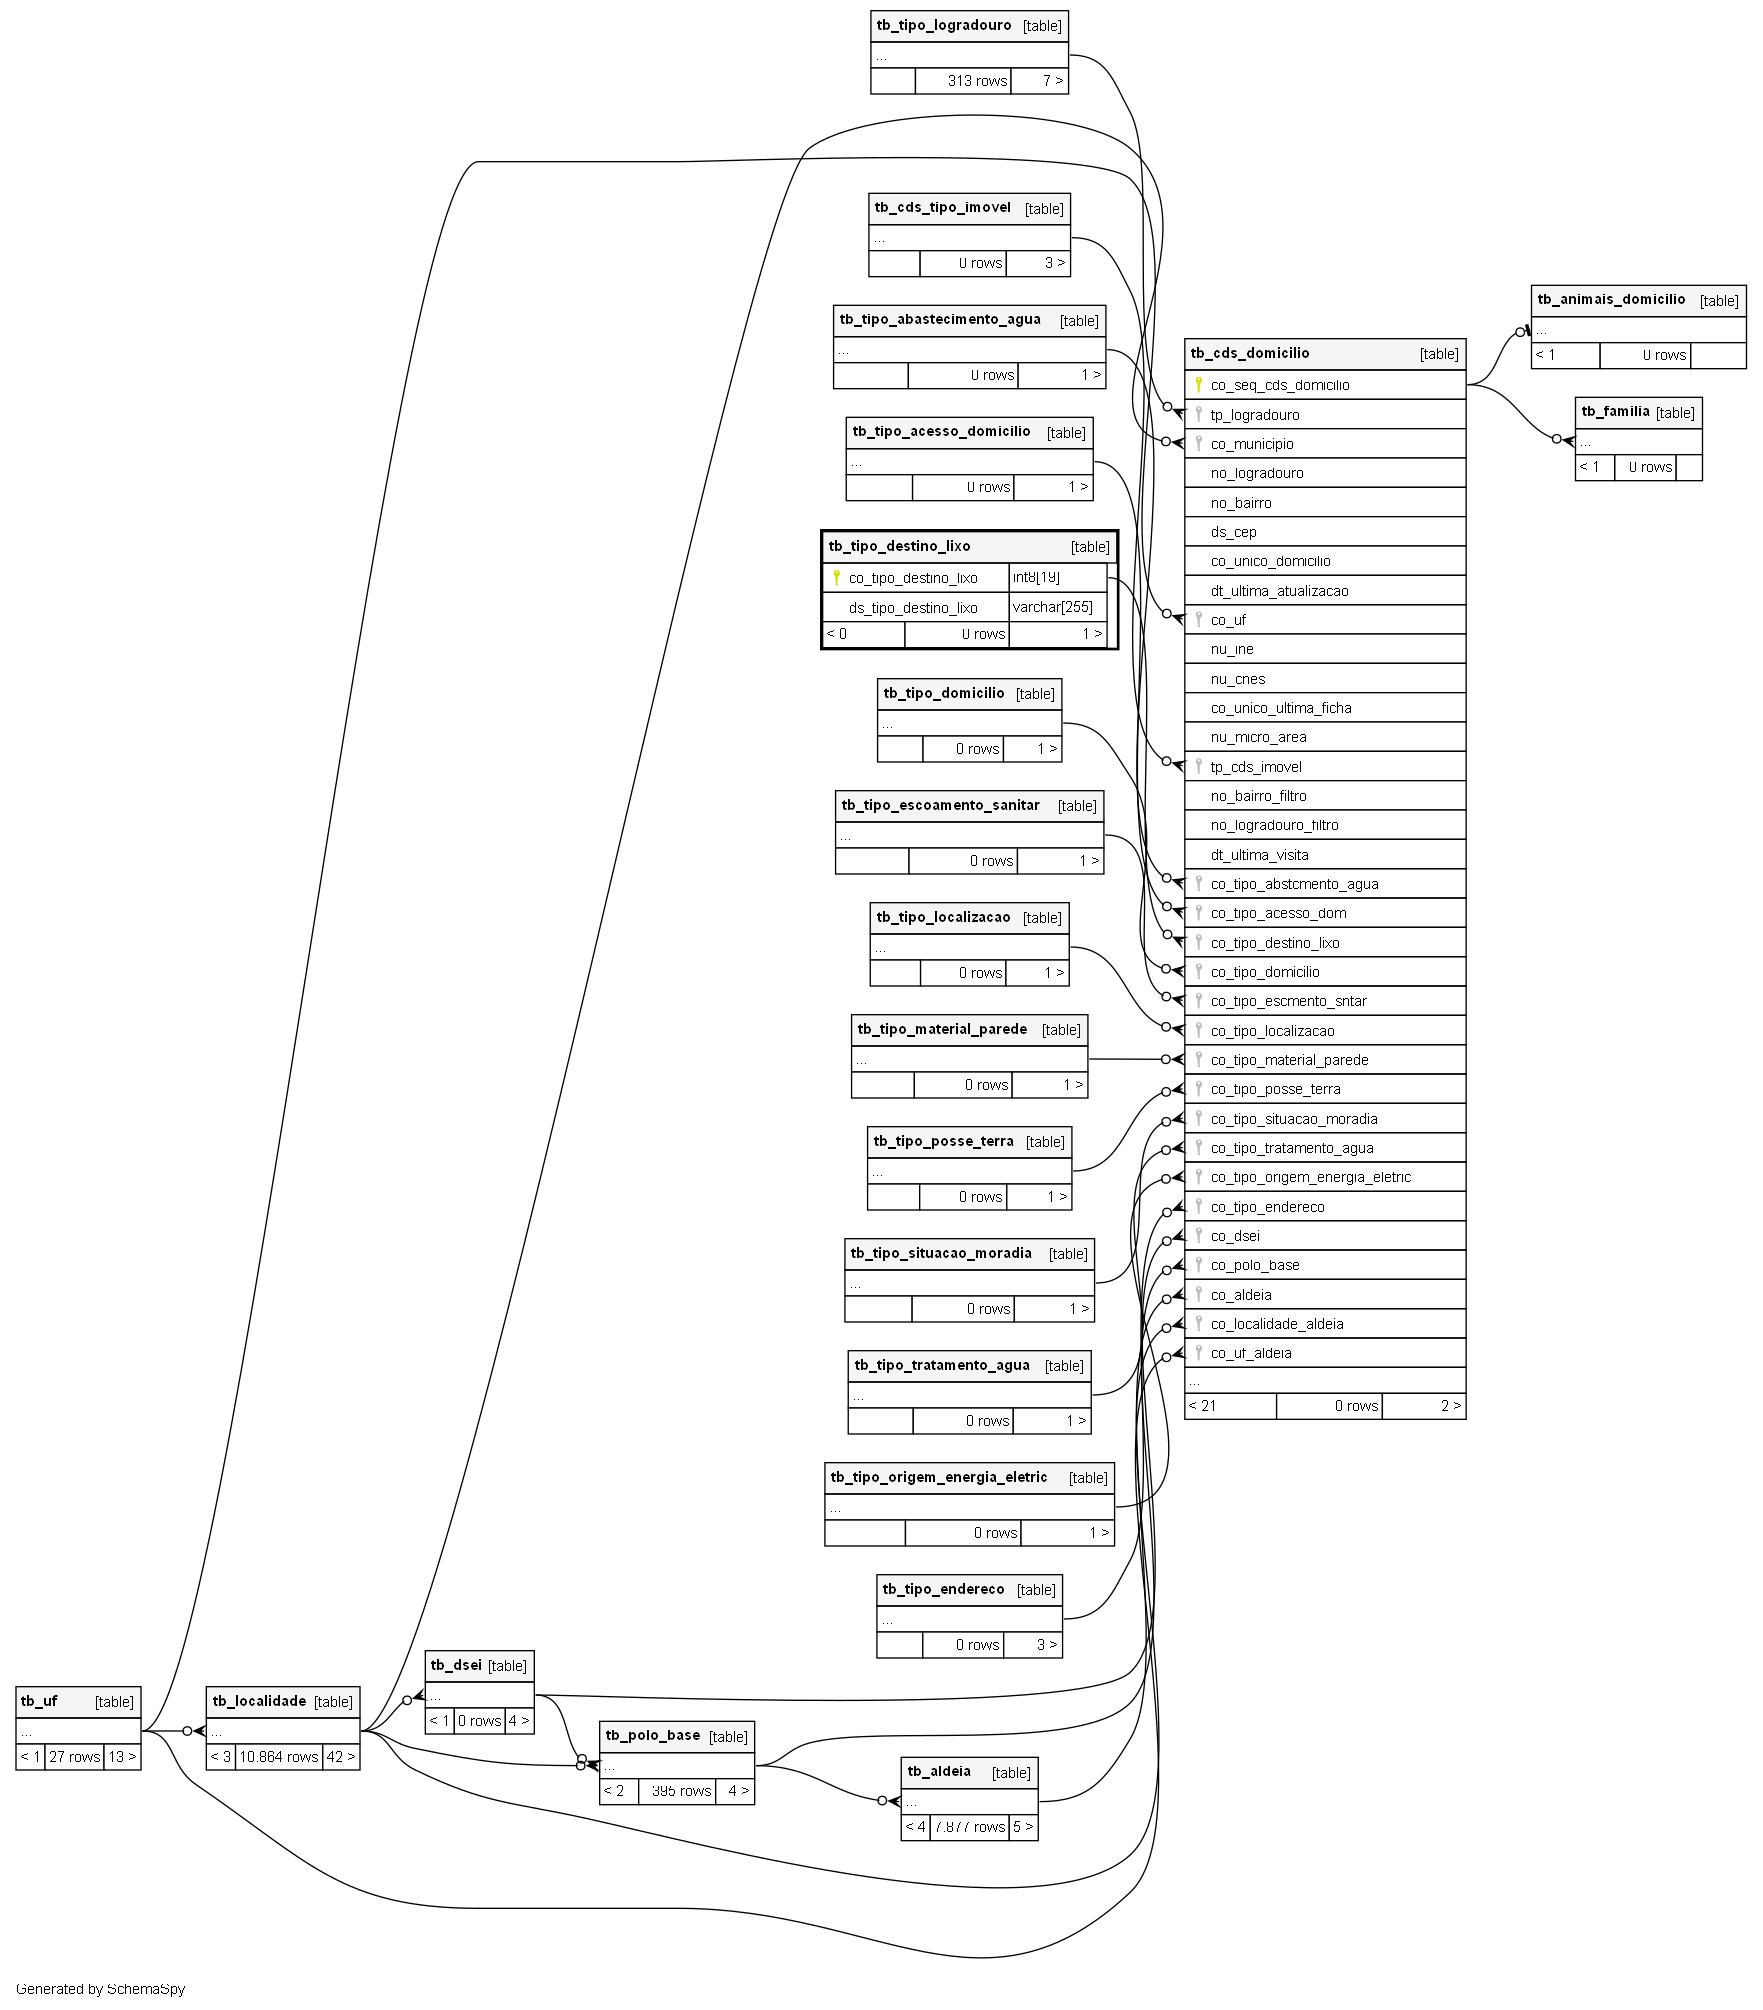 tb_tipo_logradouro [table]
...
313 rows 7 >
tb_cds_tipo_imovel [table]
...
0 rows 3 >
tb_tipo_abastecimento_agua [table]
...
0 rows 1 >
tb_tipo_acesso_domicilio [table]
...
0 rows 1 >
tb_tipo_destino_lixo [table]
co_tipo_destino_lixo int8[19]
ds_tipo_destino_lixo varchar[255]
< 0 0 rows 1 >
tb_tipo_domicilio [table]
...
0 rows 1 >
tb_tipo_escoamento_sanitar [table]
...
0 rows 1 >
tb_tipo_localizacao [table]
...
0 rows 1 >
tb_tipo_material_parede [table]
...
0 rows 1 >
tb_tipo_posse_terra [table]
...
0 rows 1 >
tb_tipo_situacao_moradia [table]
...
0 rows 1 >
tb_tipo_tratamento_agua [table]
...
0 rows 1 >
tb_tipo_origem_energia_eletric [table]
...
0 rows 1 >
tb_tipo_endereco [table]
...
0 rows 3 >
tb_uf [table]
...
< 1 27 rows 13 >
tb_localidade [table]
...
< 3 10.864 rows 42 >
tb_dsei [table]
...
< 1 0 rows 4 >
tb_polo_base [table]
...
< 2 395 rows 4 >
tb_aldeia [table]
...
< 4 7.877 rows 5 >
tb_cds_domicilio [table]
co_seq_cds_domicilio
tp_logradouro
co_municipio
no_logradouro
no_bairro
ds_cep
co_unico_domicilio
dt_ultima_atualizacao
co_uf
nu_ine
nu_cnes
co_unico_ultima_ficha
nu_micro_area
tp_cds_imovel
no_bairro_filtro
no_logradouro_filtro
dt_ultima_visita
co_tipo_abstcmento_agua
co_tipo_acesso_dom
co_tipo_destino_lixo
co_tipo_domicilio
co_tipo_escmento_sntar
co_tipo_localizacao
co_tipo_material_parede
co_tipo_posse_terra
co_tipo_situacao_moradia
co_tipo_tratamento_agua
co_tipo_origem_energia_eletric
co_tipo_endereco
co_dsei
co_polo_base
co_aldeia
co_localidade_aldeia
co_uf_aldeia
...
< 21 0 rows 2 >
tb_animais_domicilio [table]
...
< 1 0 rows
tb_familia [table]
...
< 1 0 rows
Generated by SchemaSpy